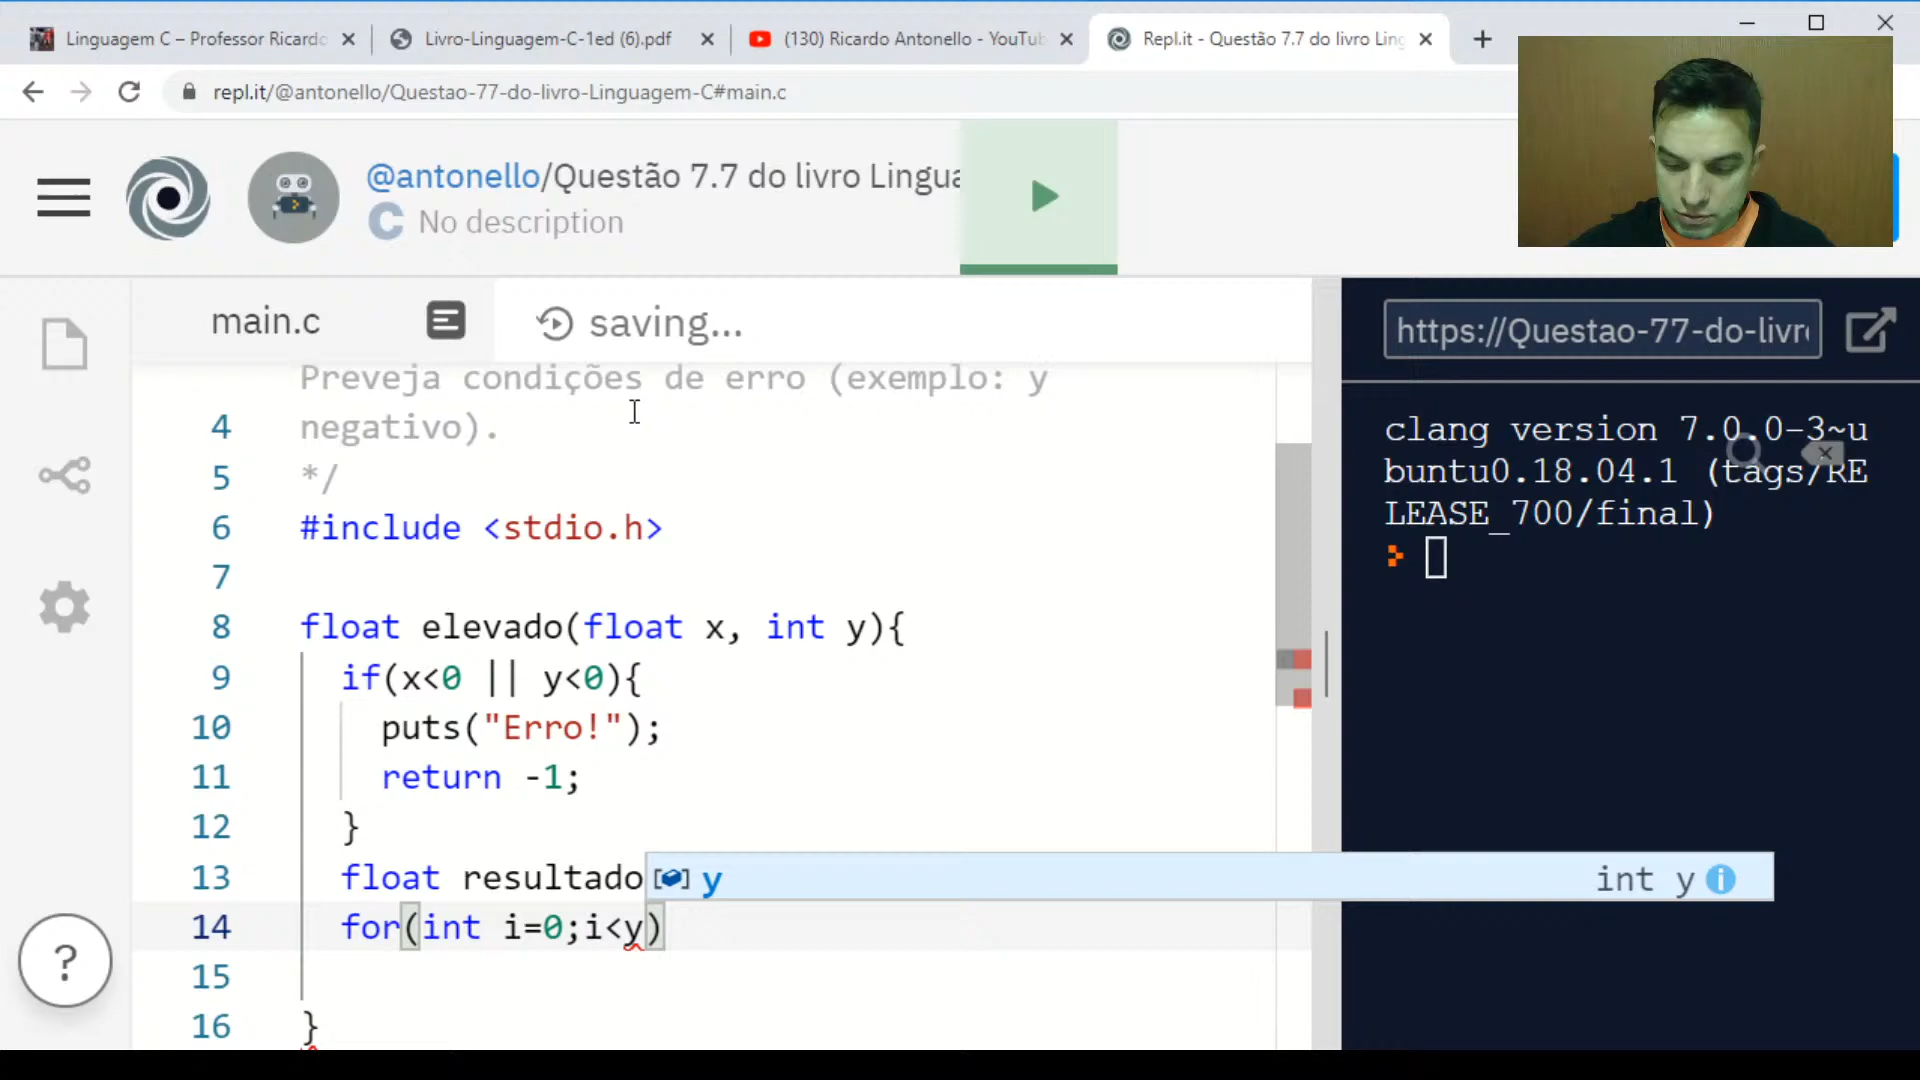 Linguagem C – Professor Ricardo
Livro-Linguagem-C-1ed (6).pdf
(130) Ricardo Antonello - YouTu
Repl.it - Questão 7.7 do livro Ling
repl.it/@antonello/Questao-77-do-livro-Linguagem-C#main.c
@antonello/Questão 7.7 do livro Lingua
C No description
main.c
saving...
https://Questao-77-do-livr
Preveja condições de erro (exemplo: y
4 negativo).
5 */
6 #include <stdio.h>
7
8 float elevado(float x, int y){
9 if(x<0 || y<0){
10 puts("Erro!");
11 return -1;
12 }
13 float resultado
y int y
14 for(int i=0;i<y)
15
16 }
clang version 7.0.0-3~u
buntu0.18.04.1 (tags/RE
LEASE_700/final)
?